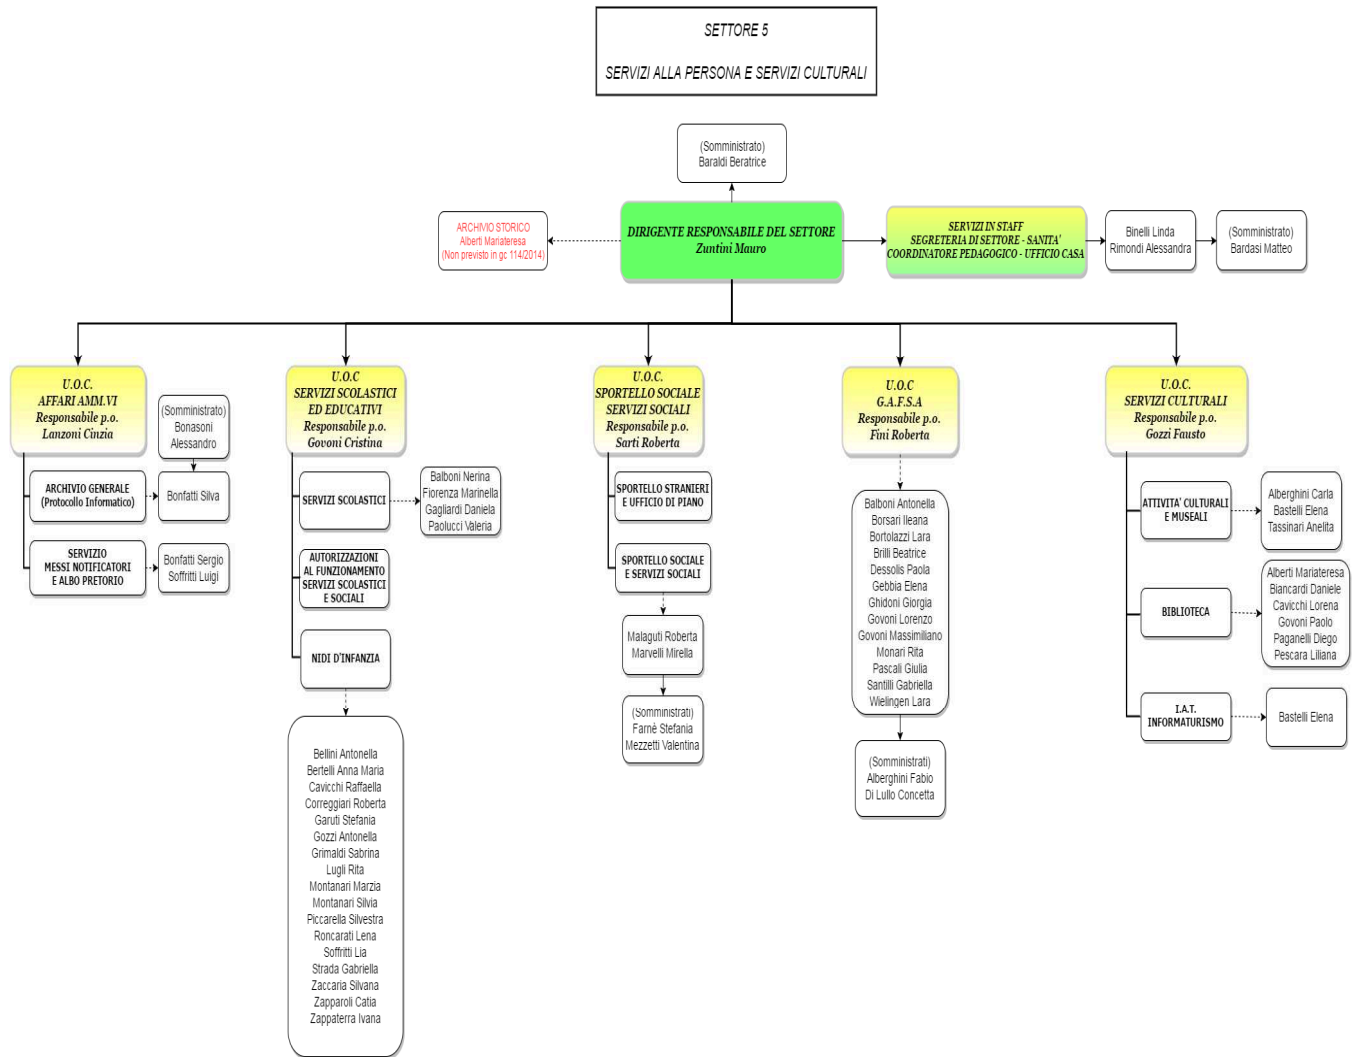 SETTORE 5
SERVIZI ALLA PERSONA E SERVIZI CULTURALI
(Somministrato)
Baraldi Beratrice
ARCHIVIO STORICO
Alberti Mariateresa
(Non previsto in gc 114/2014)
DIRIGENTE RESPONSABILE DEL SETTORE
Zuntini Mauro
SERVIZI IN STAFF
SEGRETERIA DI SETTORE - SANITA'
COORDINATORE PEDAGOGICO - UFFICIO CASA
Binelli Linda
Rimondi Alessandra
(Somministrato)
Bardasi Matteo
U.O.C.
AFFARI AMM.VI
Responsabile p.o.
Lanzoni Cinzia
(Somministrato)
Bonasoni
Alessandro
ARCHIVIO GENERALE
(Protocollo Informatico)
Bonfatti Silva
SERVIZIO
MESSI NOTIFICATORI
E ALBO PRETORIO
Bonfatti Sergio
Soffritti Luigi
U.O.C
SERVIZI SCOLASTICI
ED EDUCATIVI
Responsabile p.o.
Govoni Cristina
SERVIZI SCOLASTICI
Balboni Nerina
Fiorenza Marinella
Gagliardi Daniela
Paolucci Valeria
AUTORIZZAZIONI
AL FUNZIONAMENTO
SERVIZI SCOLASTICI
E SOCIALI
NIDI D'INFANZIA
Bellini Antonella
Bertelli Anna Maria
Cavicchi Raffaella
Correggiari Roberta
Garuti Stefania
Gozzi Antonella
Grimaldi Sabrina
Lugli Rita
Montanari Marzia
Montanari Silvia
Piccarella Silvestra
Roncarati Lena
Soffritti Lia
Strada Gabriella
Zaccaria Silvana
Zapparoli Catia
Zappaterra Ivana
U.O.C.
SPORTELLO SOCIALE
SERVIZI SOCIALI
Responsabile p.o.
Sarti Roberta
SPORTELLO STRANIERI
E UFFICIO DI PIANO
SPORTELLO SOCIALE
E SERVIZI SOCIALI
Malaguti Roberta
Marvelli Mirella
(Somministrati)
Farnè Stefania
Mezzetti Valentina
U.O.C
G.A.F.S.A
Responsabile p.o.
Fini Roberta
Balboni Antonella
Borsari Ileana
Bortolazzi Lara
Brilli Beatrice
Dessolis Paola
Gebbia Elena
Ghidoni Giorgia
Govoni Lorenzo
Govoni Massimiliano
Monari Rita
Pascali Giulia
Santilli Gabriella
Wielingen Lara
(Somministrati)
Alberghini Fabio
Di Lullo Concetta
U.O.C.
SERVIZI CULTURALI
Responsabile p.o.
Gozzi Fausto
ATTIVITA' CULTURALI
E MUSEALI
Alberghini Carla
Bastelli Elena
Tassinari Anelita
BIBLIOTECA
Alberti Mariateresa
Biancardi Daniele
Cavicchi Lorena
Govoni Paolo
Paganelli Diego
Pescara Liliana
I.A.T.
INFORMATURISMO
Bastelli Elena